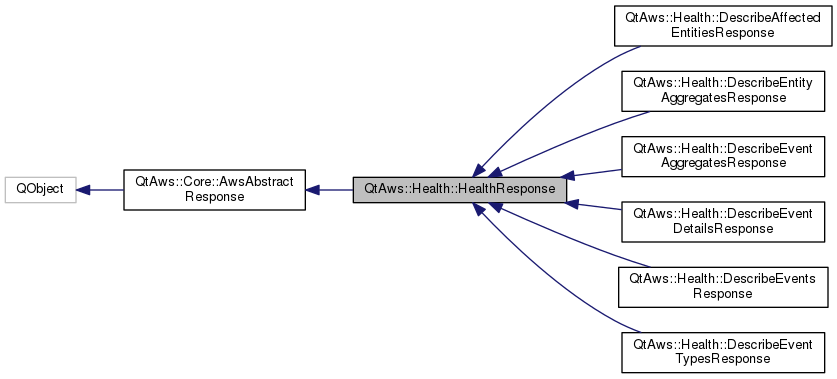 QObject
QtAws::Core::AwsAbstract
Response
QtAws::Health::HealthResponse
QtAws::Health::DescribeAffected
EntitiesResponse
QtAws::Health::DescribeEntity
AggregatesResponse
QtAws::Health::DescribeEvent
AggregatesResponse
QtAws::Health::DescribeEvent
DetailsResponse
QtAws::Health::DescribeEvents
Response
QtAws::Health::DescribeEvent
TypesResponse